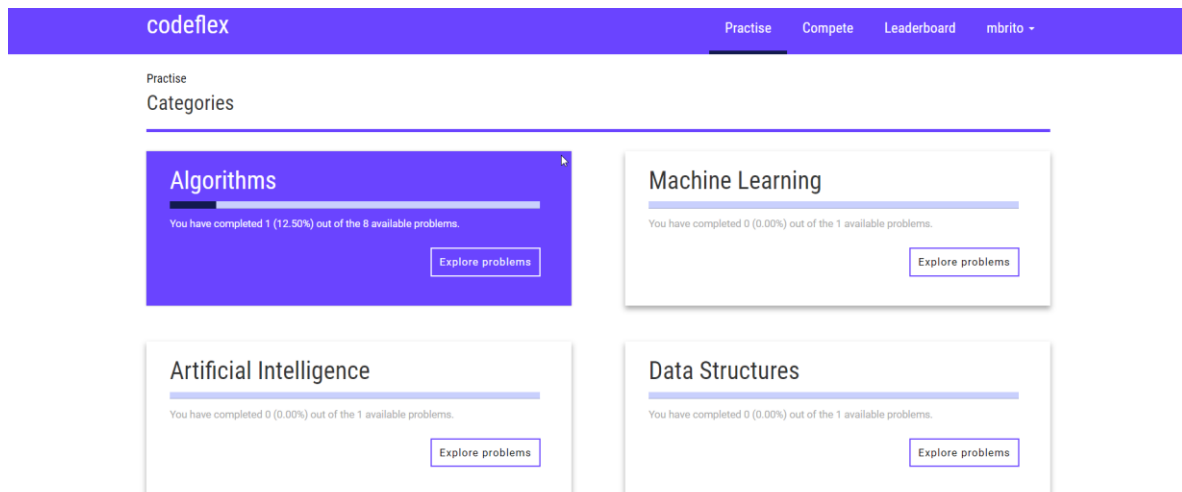 codeflex
Practise Compete Leaderboard mbrito
Practise
Categories
Algorithms
You have completed 1 (12.50%) out of the 8 available problems.
Explore problems
Machine Learning
You have completed 0 (0.00%) out of the 1 available problems.
Explore problems
Artificial Intelligence
You have completed 0 (0.00%) out of the 1 available problems.
Explore problems
Data Structures
You have completed 0 (0.00%) out of the 1 available problems.
Explore problems